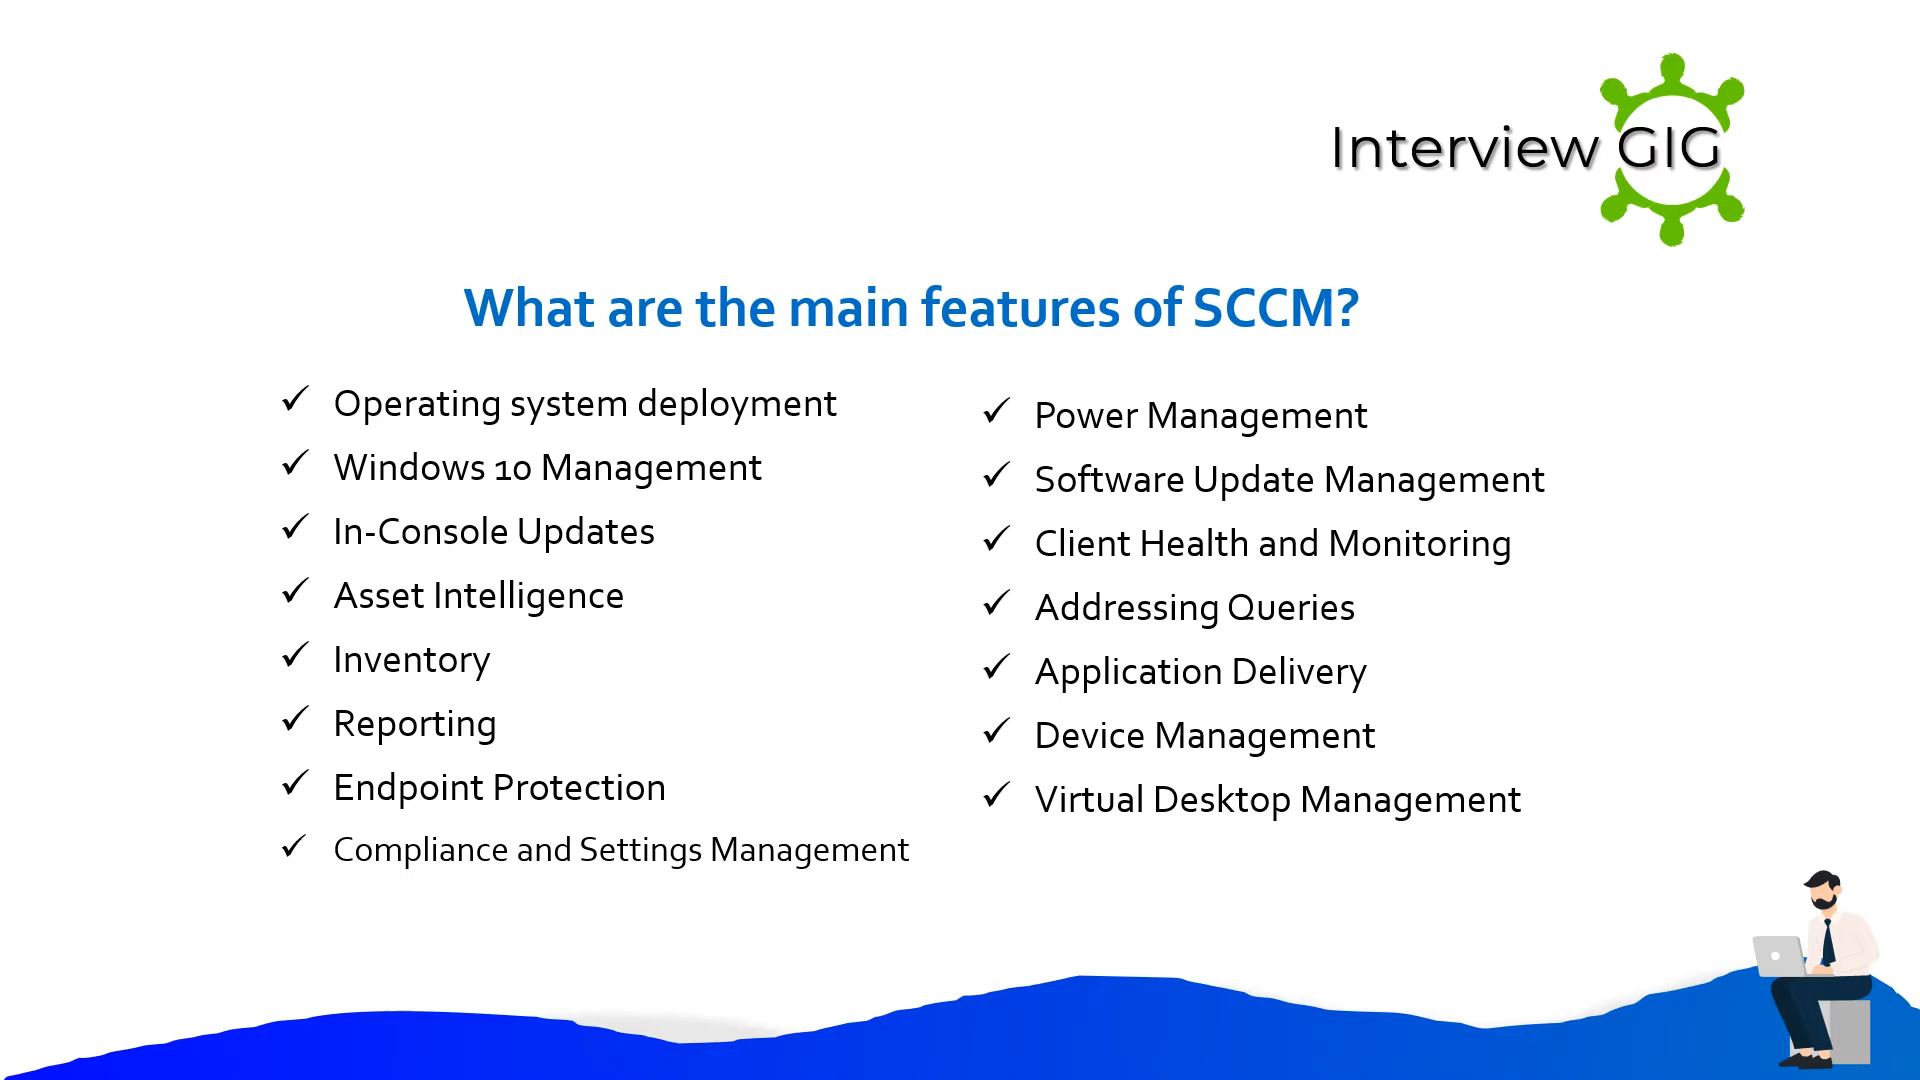 Interview GIG
What are the main features of SCCM?
✓ Operating system deployment
✓ Windows 10 Management
✓ In-Console Updates
✓ Asset Intelligence
✓ Inventory
✓ Reporting
✓ Endpoint Protection
✓ Compliance and Settings Management
✓ Power Management
✓ Software Update Management
✓ Client Health and Monitoring
✓ Addressing Queries
✓ Application Delivery
✓ Device Management
✓ Virtual Desktop Management